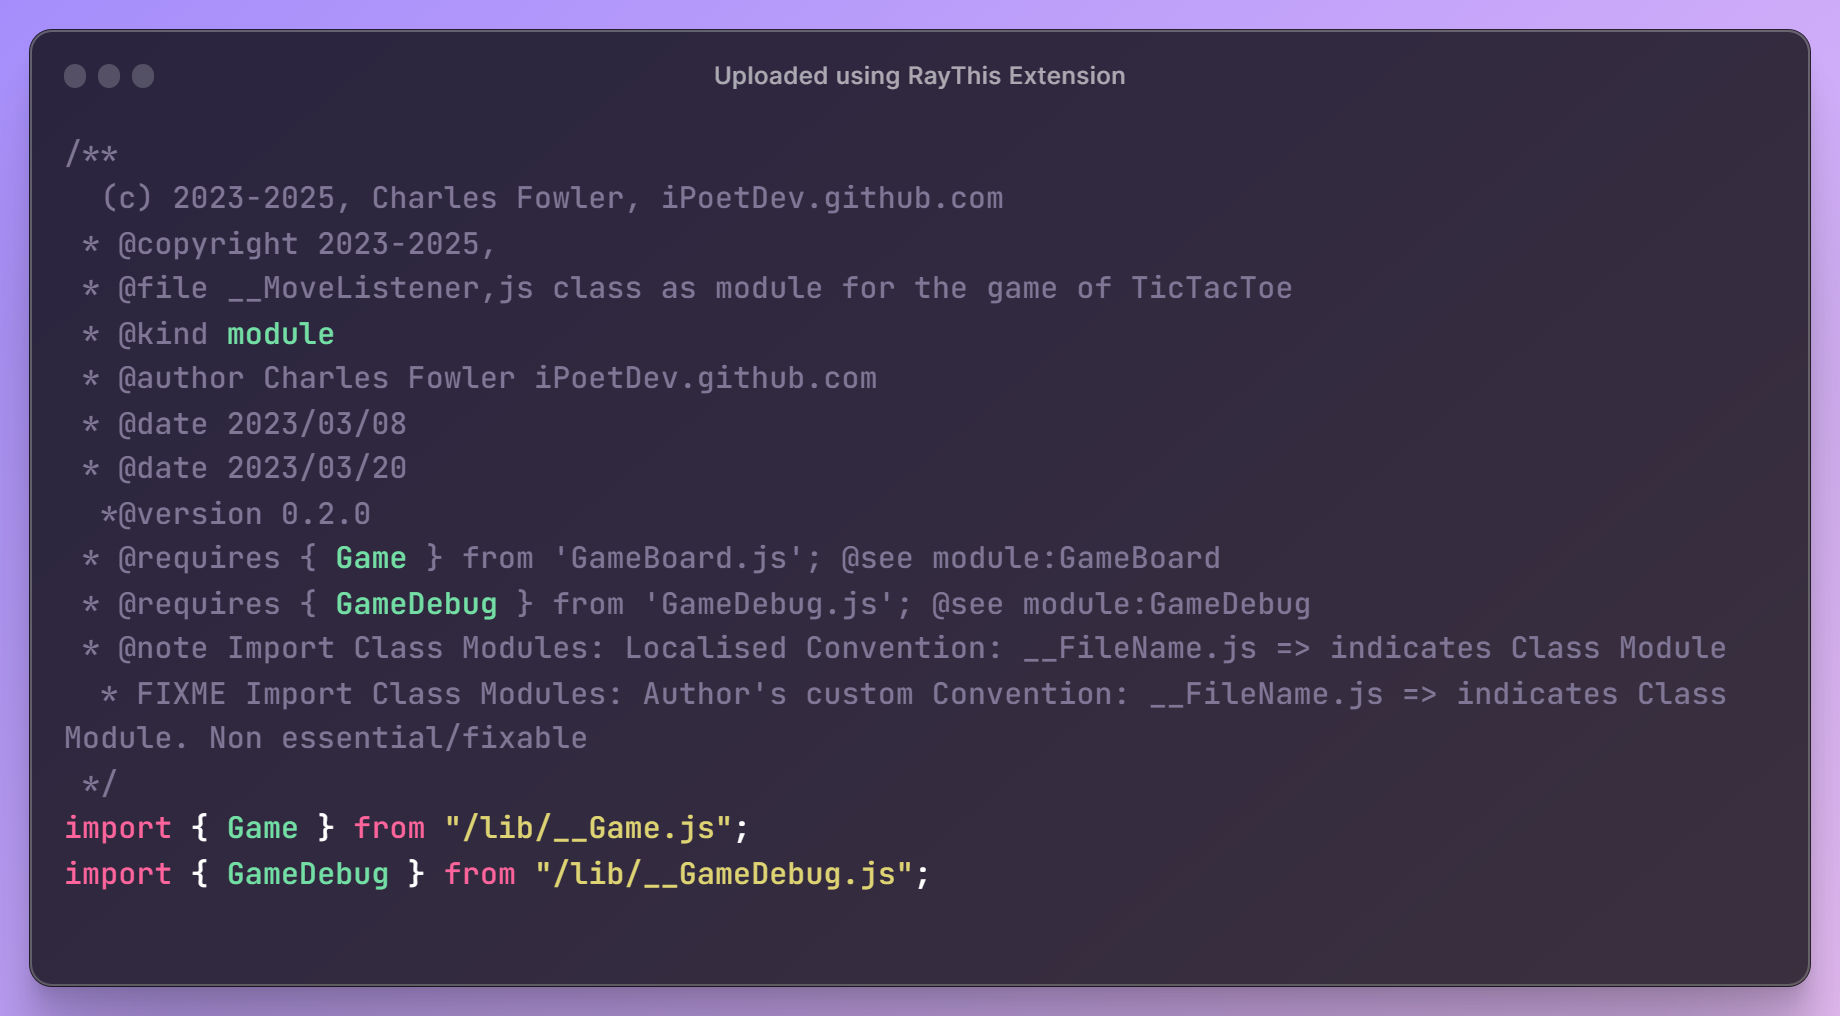 Uploaded using RayThis Extension
/**
  (c) 2023-2025, Charles Fowler, iPoetDev.github.com
 * @copyright 2023-2025,
 * @file __MoveListener,js class as module for the game of TicTacToe
 * @kind module
 * @author Charles Fowler iPoetDev.github.com
 * @date 2023/03/08
 * @date 2023/03/20
  *@version 0.2.0
 * @requires { Game } from 'GameBoard.js'; @see module:GameBoard
 * @requires { GameDebug } from 'GameDebug.js'; @see module:GameDebug
 * @note Import Class Modules: Localised Convention: __FileName.js => indicates Class Module
  * FIXME Import Class Modules: Author's custom Convention: __FileName.js => indicates Class
Module. Non essential/fixable
 */
import { Game } from "/lib/__Game.js";
import { GameDebug } from "/lib/__GameDebug.js";